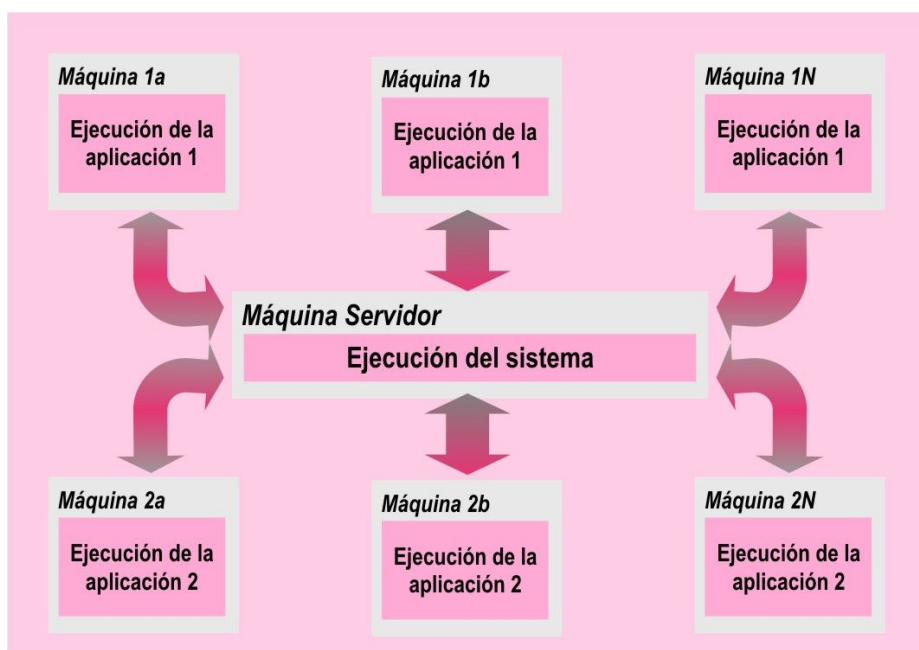 Máquina 1a
Ejecución de la
aplicación 1
Máquina 1b
Ejecución de la
aplicación 1
Máquina 1N
Ejecución de la
aplicación 1
Máquina Servidor
Ejecución del sistema
Máquina 2a
Ejecución de la
aplicación 2
Máquina 2b
Ejecución de la
aplicación 2
Máquina 2N
Ejecución de la
aplicación 2